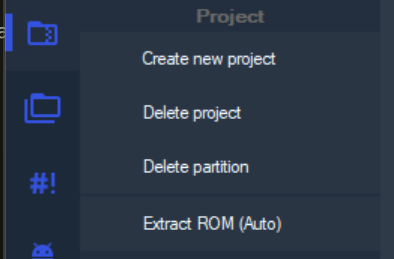 Project
Create new project
Delete project
Delete partition
#!
Extract ROM (Auto)